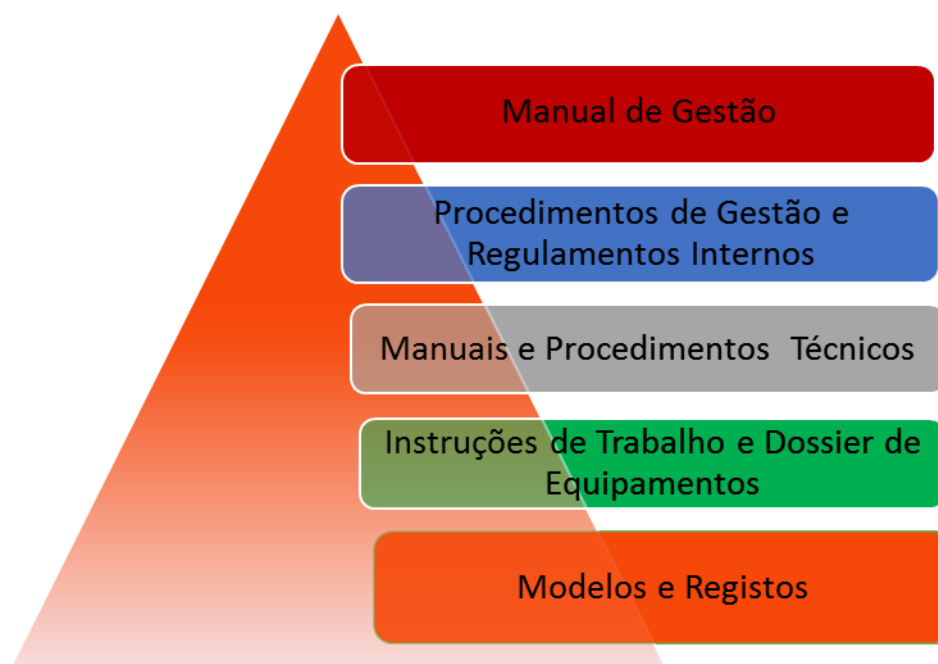 Manual de Gestão
Procedimentos de Gestão e
Regulamentos Internos
Manuais e Procedimentos Técnicos
Instruções de Trabalho e Dossier de
Equipamentos
Modelos e Registos